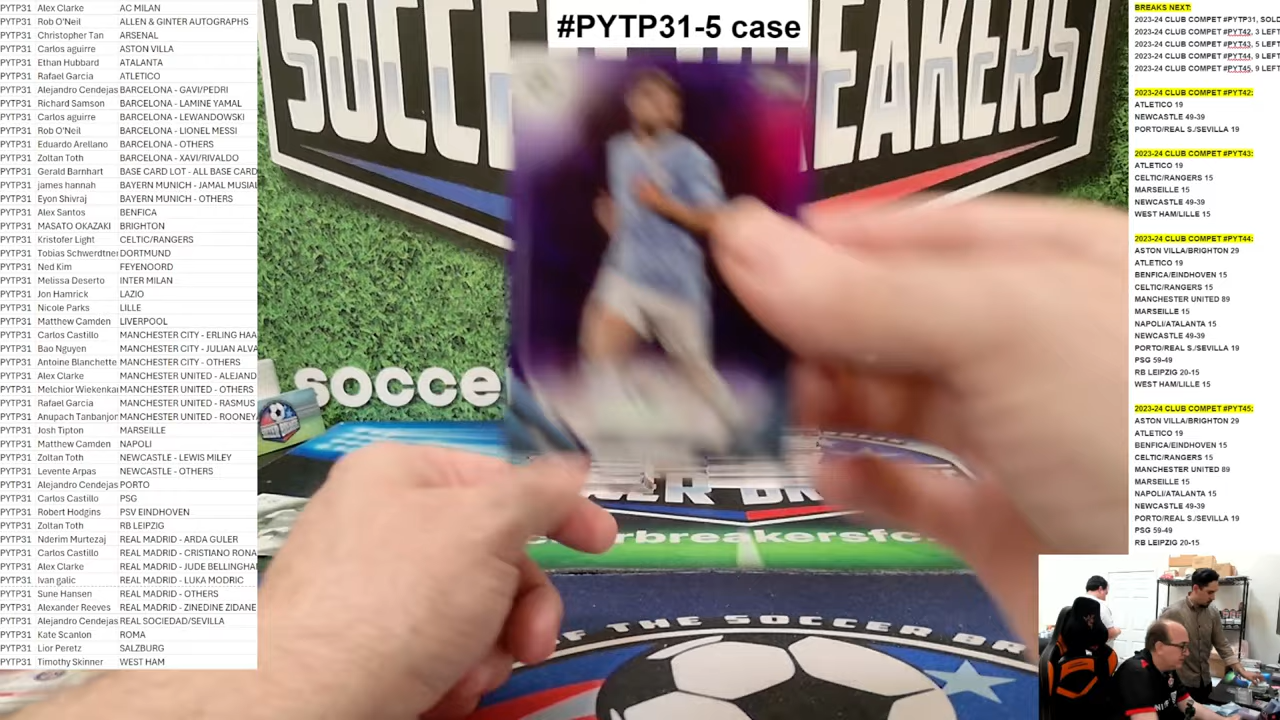 PYTP31 Alex Clarke AC MILAN
PYTP31 Rob O'Neil ALLEN & GINTER AUTOGRAPHS
PYTP31 Christopher Tan ARSENAL
PYTP31 Carlos aguirre ASTON VILLA
PYTP31 Ethan Hubbard ATALANTA
PYTP31 Rafael Garcia ATLETICO
PYTP31 Alejandro Cendejas BARCELONA - GAVI/PEDRI
PYTP31 Richard Samson BARCELONA - LAMINE YAMAL
PYTP31 Carlos aguirre BARCELONA - LEWANDOWSKI
PYTP31 Rob O'Neil BARCELONA - LIONEL MESSI
PYTP31 Eduardo Arellano BARCELONA - OTHERS
PYTP31 Zoltan Toth BARCELONA - XAVI/RIVALDO
PYTP31 Gerald Barnhart BASE CARD LOT - ALL BASE CARD
PYTP31 james hannah BAYERN MUNICH - JAMAL MUSIAL
PYTP31 Eyon Shivraj BAYERN MUNICH - OTHERS
PYTP31 Alex Santos BENFICA
PYTP31 MASATO OKAZAKI BRIGHTON
PYTP31 Kristofer Light CELTIC/RANGERS
PYTP31 Tobias Schwerdtner DORTMUND
PYTP31 Ned Kim FEYENOORD
PYTP31 Melissa Deserto INTER MILAN
PYTP31 Jon Hamrick LAZIO
PYTP31 Nicole Parks LILLE
PYTP31 Matthew Camden LIVERPOOL
PYTP31 Carlos Castillo MANCHESTER CITY - ERLING HAA
PYTP31 Bao Nguyen MANCHESTER CITY - JULIAN ALVA
PYTP31 Antoine Blanchette MANCHESTER CITY - OTHERS
PYTP31 Alex Clarke MANCHESTER UNITED - ALEJAND
PYTP31 Melchior Wiekenkar MANCHESTER UNITED - OTHERS
PYTP31 Rafael Garcia MANCHESTER UNITED - RASMUS
PYTP31 Anupach Tanbanjor MANCHESTER UNITED - ROONEY
PYTP31 Josh Tipton MARSEILLE
PYTP31 Matthew Camden NAPOLI
PYTP31 Zoltan Toth NEWCASTLE - LEWIS MILEY
PYTP31 Levente Arpas NEWCASTLE - OTHERS
PYTP31 Alejandro Cendejas PORTO
PYTP31 Carlos Castillo PSG
PYTP31 Robert Hodgins PSV EINDHOVEN
PYTP31 Zoltan Toth RB LEIPZIG
PYTP31 Nderim Murtezaj REAL MADRID - ARDA GULER
PYTP31 Carlos Castillo REAL MADRID - CRISTIANO RONA
PYTP31 Alex Clarke REAL MADRID - JUDE BELLINGHA
PYTP31 Ivan galic REAL MADRID - LUKA MODRIC
PYTP31 Sune Hansen REAL MADRID - OTHERS
PYTP31 Alexander Reeves REAL MADRID - ZINEDINE ZIDANE
PYTP31 Alejandro Cendejas REAL SOCIEDAD/SEVILLA
PYTP31 Kate Scanlon ROMA
PYTP31 Lior Peretz SALZBURG
PYTP31 Timothy Skinner WEST HAM
#PYTP31-5 case
SOCCE
EAKERS
socce
ER BR
erbreakersfc.
OF THE SOCCER BR
BREAKS NEXT:
2023-24 CLUB COMPET #PYTP31, SOLD
2023-24 CLUB COMPET #PYT42, 3 LEFT
2023-24 CLUB COMPET #PYT43, 5 LEFT
2023-24 CLUB COMPET #PYT44, 9 LEFT
2023-24 CLUB COMPET #PYT45, 9 LEFT
2023-24 CLUB COMPET #PYT42:
ATLETICO 19
NEWCASTLE 49-39
PORTO/REAL S./SEVILLA 19
2023-24 CLUB COMPET #PYT43:
ATLETICO 19
CELTIC/RANGERS 15
MARSEILLE 15
NEWCASTLE 49-39
WEST HAM/LILLE 15
2023-24 CLUB COMPET #PYT44:
ASTON VILLA/BRIGHTON 29
ATLETICO 19
BENFICA/EINDHOVEN 15
CELTIC/RANGERS 15
MANCHESTER UNITED 89
MARSEILLE 15
NAPOLI/ATALANTA 15
NEWCASTLE 49-39
PORTO/REAL S./SEVILLA 19
PSG 59-49
RB LEIPZIG 20-15
WEST HAM/LILLE 15
2023-24 CLUB COMPET #PYT45:
ASTON VILLA/BRIGHTON 29
ATLETICO 19
BENFICA/EINDHOVEN 15
CELTIC/RANGERS 15
MANCHESTER UNITED 89
MARSEILLE 15
NAPOLI/ATALANTA 15
NEWCASTLE 49-39
PORTO/REAL S./SEVILLA 19
PSG 59-49
RB LEIPZIG 20-15